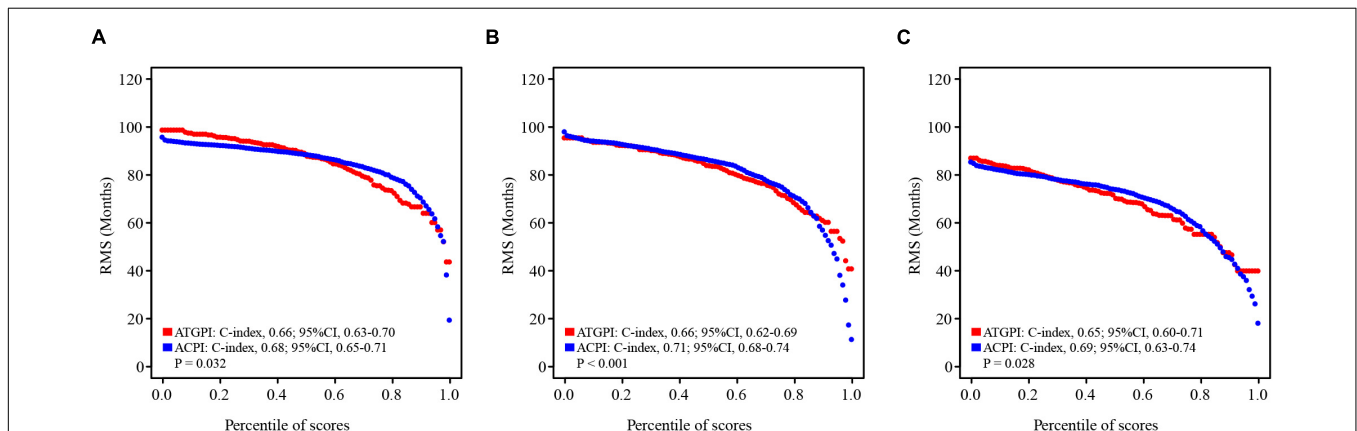 A
B
C
120
100
80
60
40
20
0
RMS (Months)
ATGPI: C-index, 0.66; 95%CI, 0.63-0.70
ACPI: C-index, 0.68; 95%CI, 0.65-0.71
P = 0.032
0.0 0.2 0.4 0.6 0.8 1.0
Percentile of scores
120
100
80
60
40
20
0
RMS (Months)
ATGPI: C-index, 0.66; 95%CI, 0.62-0.69
ACPI: C-index, 0.71; 95%CI, 0.68-0.74
P < 0.001
0.0 0.2 0.4 0.6 0.8 1.0
Percentile of scores
120
100
80
60
40
20
0
RMS (Months)
ATGPI: C-index, 0.65; 95%CI, 0.60-0.71
ACPI: C-index, 0.69; 95%CI, 0.63-0.74
P = 0.028
0.0 0.2 0.4 0.6 0.8 1.0
Percentile of scores